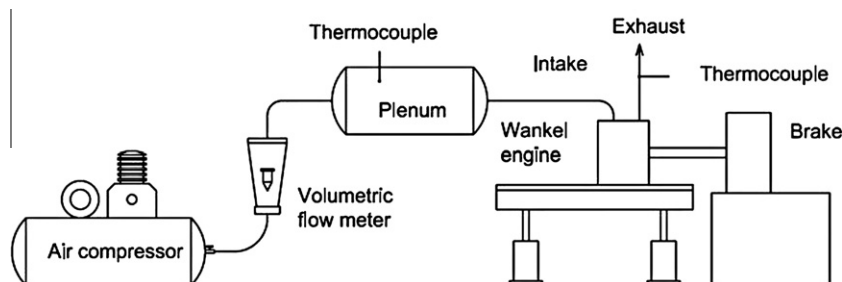 Exhaust
Thermocouple
Intake
Thermocouple
Plenum
Wankel
engine
Brake
Volumetric
flow meter
Air compressor